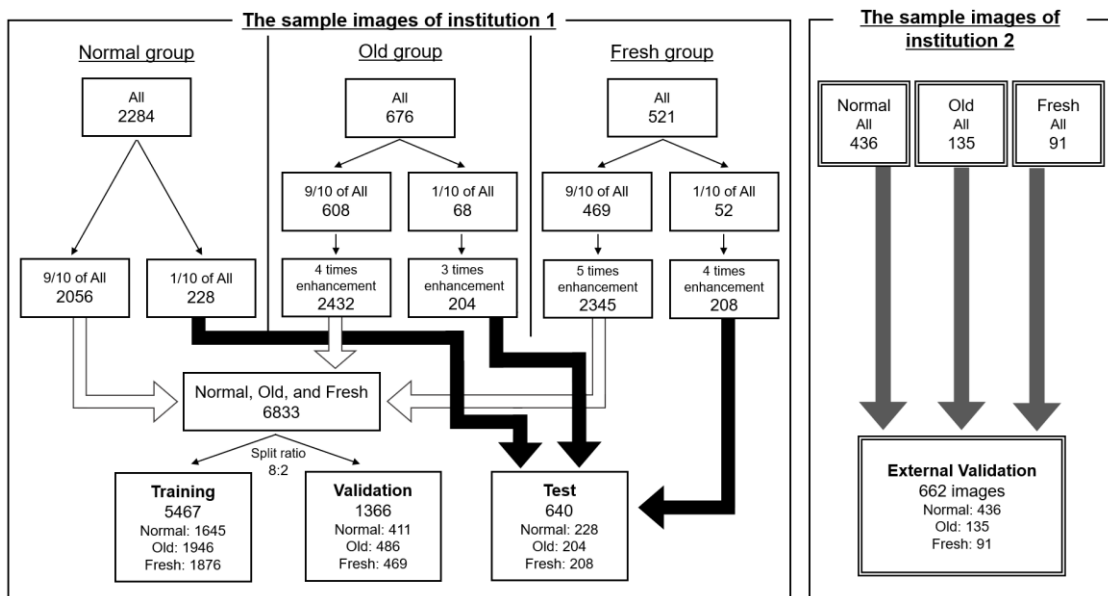 The sample images of institution 1
Normal group
Old group
Fresh group
All
2284
All
676
All
521
9/10 of All
608
1/10 of All
68
9/10 of All
469
1/10 of All
52
9/10 of All
2056
1/10 of All
228
4 times
enhancement
2432
3 times
enhancement
204
5 times
enhancement
2345
4 times
enhancement
208
Normal, Old, and Fresh
6833
Split ratio
8:2
Training
5467
Normal: 1645
Old: 1946
Fresh: 1876
Validation
1366
Normal: 411
Old: 486
Fresh: 469
Test
640
Normal: 228
Old: 204
Fresh: 208
The sample images of
institution 2
Normal
All
436
Old
All
135
Fresh
All
91
External Validation
662 images
Normal: 436
Old: 135
Fresh: 91